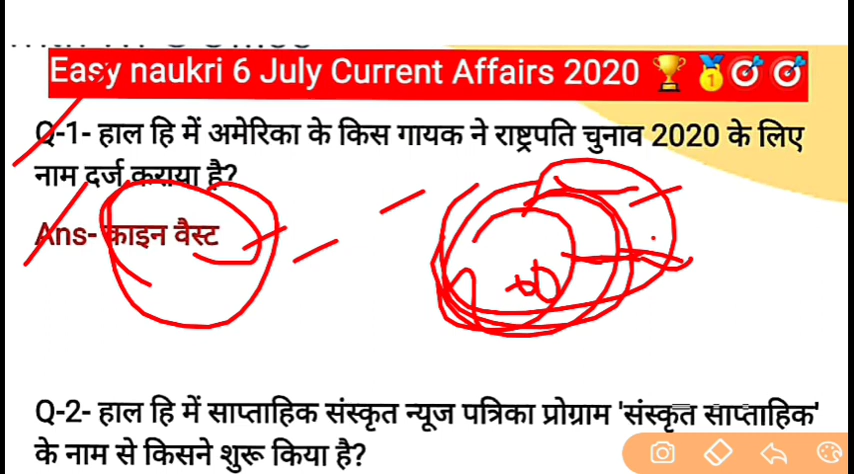 Easy naukri 6 July Current Affairs 2020 🏆🥇🎯🎯
Q-1- हाल हि में अमेरिका के किस गायक ने राष्ट्रपति चुनाव 2020 के लिए
नाम दर्ज कराया है?
Ans- काइन वैस्ट
Q-2- हाल हि में साप्ताहिक संस्कृत न्यूज पत्रिका प्रोग्राम 'संस्कृत साप्ताहिक'
के नाम से किसने शुरू किया है?